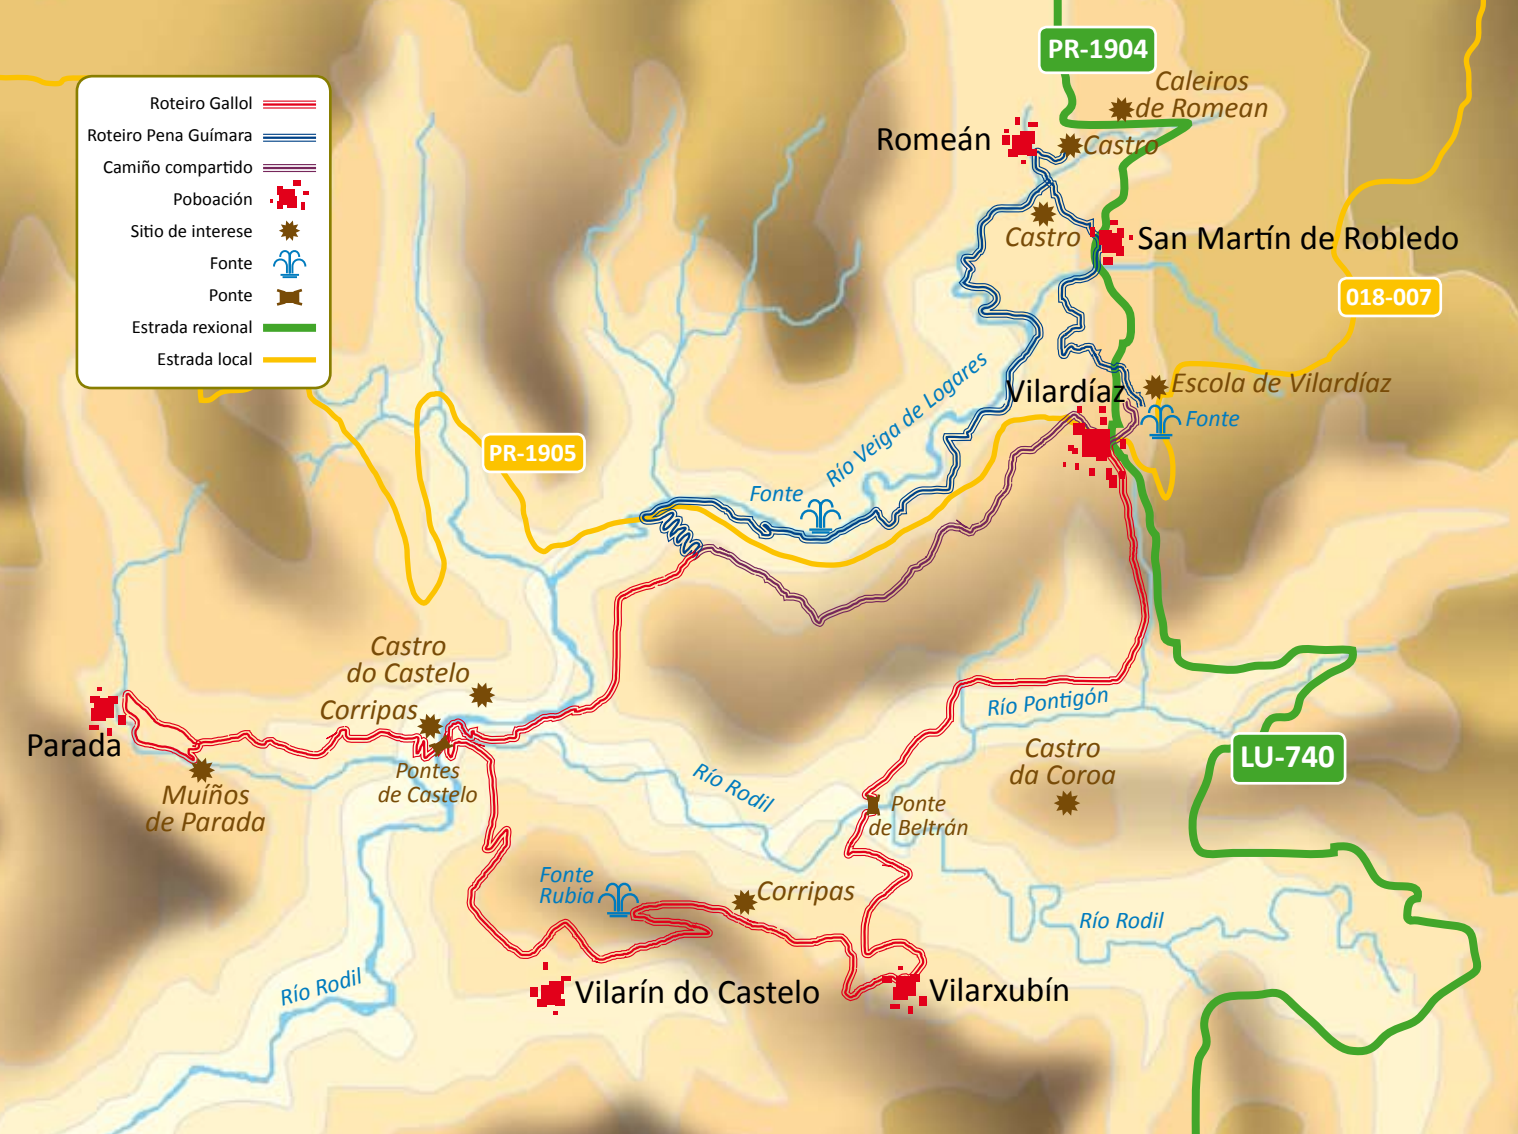 Roteiro Gallol
Roteiro Pena Guímara
Camiño compartido
Poboación
Sitio de interese
Fonte
Ponte
Estrada rexional
Estrada local
PR-1904
Caleiros
de Romean
Romeán
Castro
Castro
San Martín de Robledo
018-007
Vilardíaz
Escola de Vilardíaz
Fonte
Río Veiga de Logares
PR-1905
Fonte
Castro
do Castelo
Corripas
Parada
Pontes
de Castelo
Muíños
de Parada
Río Pontigón
Castro
da Coroa
LU-740
Río Rodil
Ponte
de Beltrán
Fonte
Rubia
Corripas
Río Rodil
Río Rodil
Vilarín do Castelo
Vilarxubín